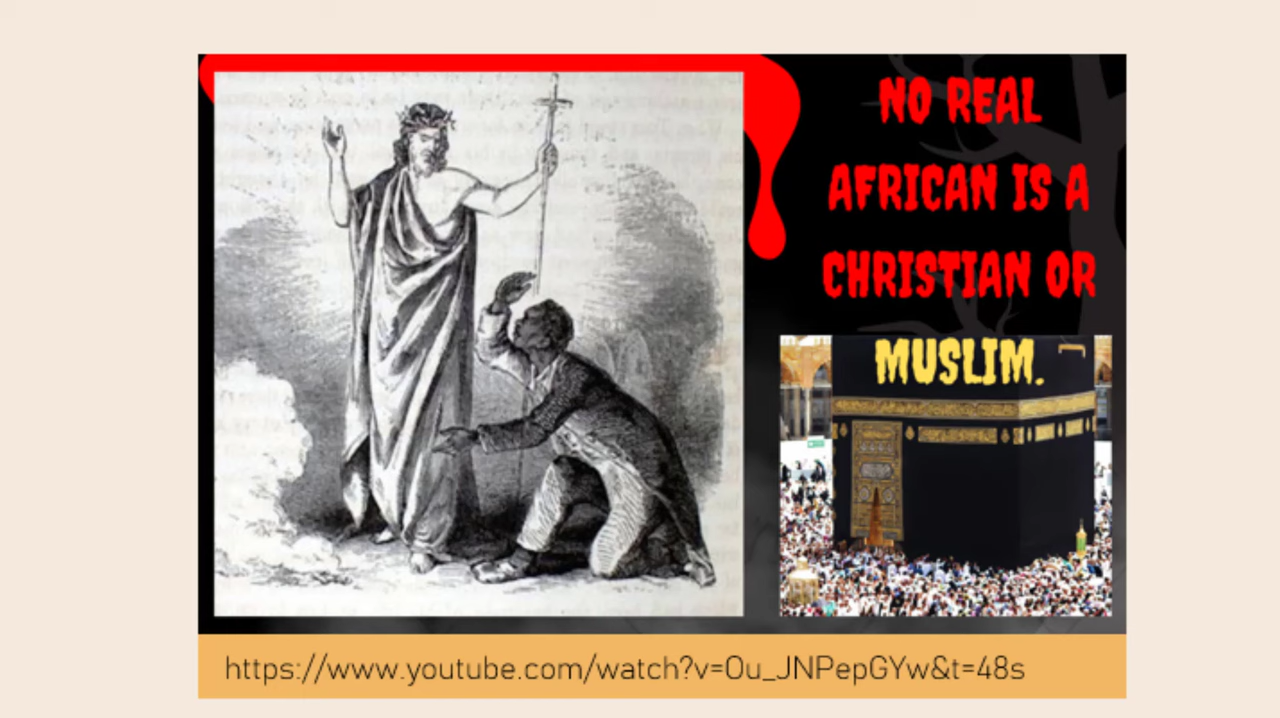 NO REAL
AFRICAN IS A
CHRISTIAN OR
MUSLIM.
https://www.youtube.com/watch?v=Ou_JNPepGYw&t=48s